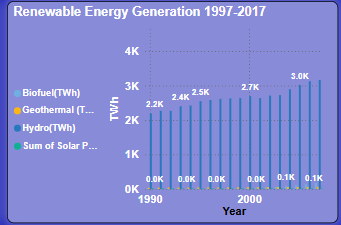 Renewable Energy Generation 1997-2017
Biofuel(TWh)
Geothermal (T...
Hydro(TWh)
Sum of Solar P...
TWh
4K
3K
2K
1K
0K
2.2K
2.4K
2.5K
2.7K
3.0K
0.0K
0.0K
0.0K
0.0K
0.1K
0.1K
1990
2000
Year